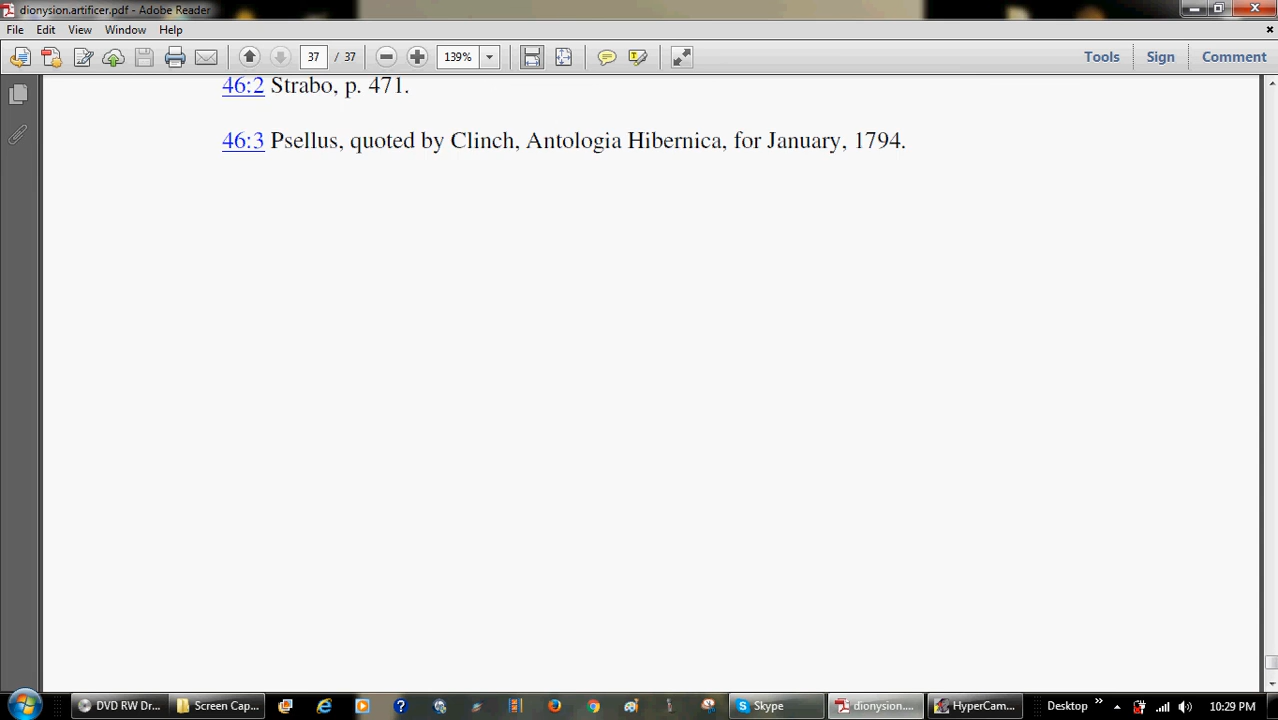 dionysion.artificer.pdf - Adobe Reader
File Edit View Window Help
37 / 37 139% Tools Sign Comment
46:2 Strabo, p. 471.
46:3 Psellus, quoted by Clinch, Antologia Hibernica, for January, 1794.
DVD RW Dr... Screen Cap... Skype dionysion.... HyperCam... Desktop » 10:29 PM